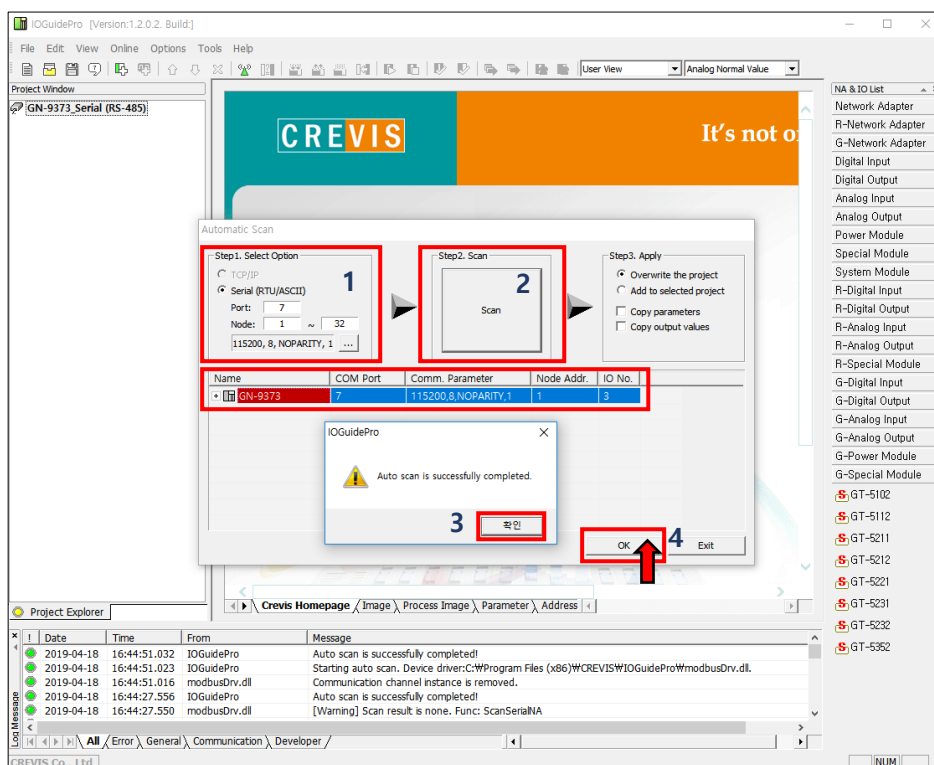 IOGuidePro [Version:1.2.0.2. Build:]
File Edit View Online Options Tools Help
User View
Analog Normal Value
Project Window
GN-9373_Serial (RS-485)
CREVIS
It's not o
Automatic Scan
Step1. Select Option
TCP/IP
Serial (RTU/ASCII)
Port: 7
Node: 1 ~ 32
115200, 8, NOPARITY, 1 ...
1
Step2. Scan
2
Scan
Step3. Apply
Overwrite the project
Add to selected project
Copy parameters
Copy output values
Name COM Port Comm. Parameter Node Addr. IO No.
GN-9373 7 115200,8,NOPARITY,1 1 3
IOGuidePro
Auto scan is successfully completed.
3 확인
OK 4 Exit
Crevis Homepage Image Process Image Parameter Address
Project Explorer
NA & IO List
Network Adapter
R-Network Adapter
G-Network Adapter
Digital Input
Digital Output
Analog Input
Analog Output
Power Module
Special Module
System Module
R-Digital Input
R-Digital Output
R-Analog Input
R-Analog Output
R-Special Module
G-Digital Input
G-Digital Output
G-Analog Input
G-Analog Output
G-Power Module
G-Special Module
GT-5102
GT-5112
GT-5211
GT-5212
GT-5221
GT-5231
GT-5232
GT-5352
Log Message
! Date Time From Message
2019-04-18 16:44:51.032 IOGuidePro Auto scan is successfully completed!
2019-04-18 16:44:51.023 IOGuidePro Starting auto scan. Device driver:C:₩Program Files (x86)₩CREVIS₩IOGuidePro₩modbusDrv.dll.
2019-04-18 16:44:51.016 modbusDrv.dll Communication channel instance is removed.
2019-04-18 16:44:27.556 IOGuidePro Auto scan is successfully completed!
2019-04-18 16:44:27.550 modbusDrv.dll [Warning] Scan result is none. Func: ScanSerialNA
All Error General Communication Developer
CREVIS Co., Ltd
NUM